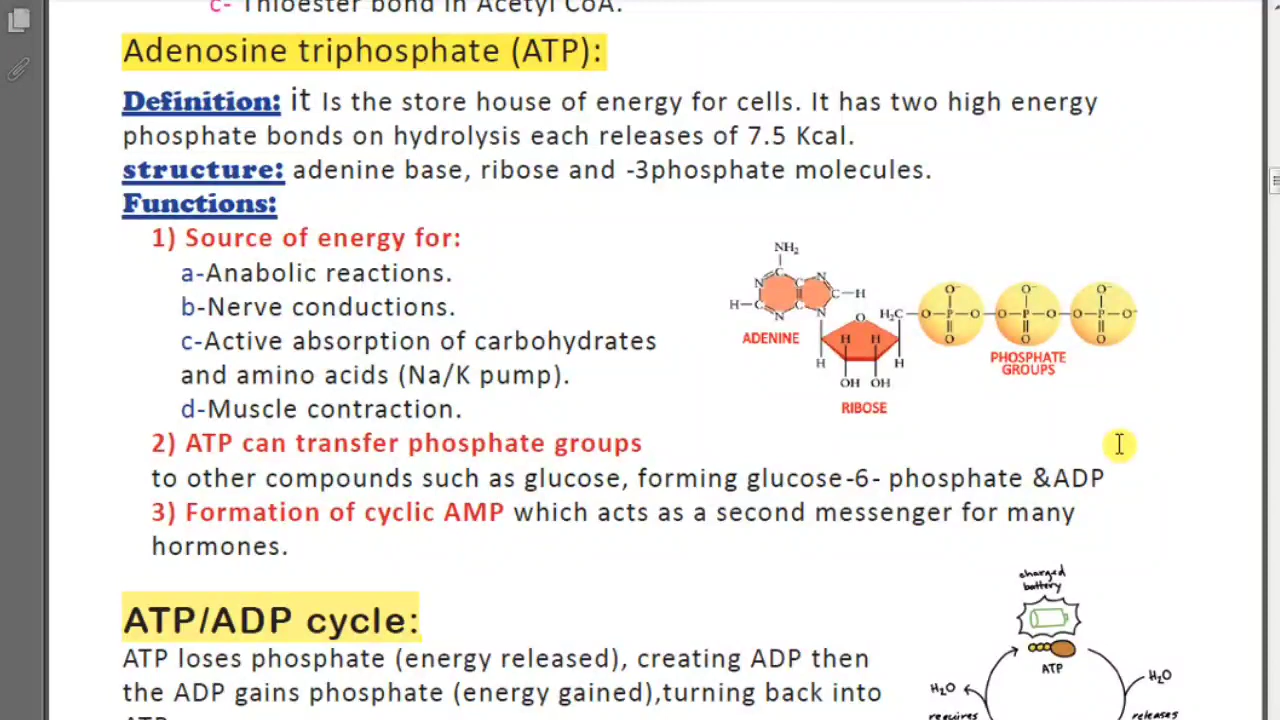 c- Thioester bond in Acetyl CoA.
Adenosine triphosphate (ATP):
Definition: it Is the store house of energy for cells. It has two high energy
phosphate bonds on hydrolysis each releases of 7.5 Kcal.
structure: adenine base, ribose and -3phosphate molecules.
Functions:
1) Source of energy for:
a-Anabolic reactions.
b-Nerve conductions.
c-Active absorption of carbohydrates
and amino acids (Na/K pump).
d-Muscle contraction.
NH₂
C
N
C
N
H—C
C—H
C
N
N
ADENINE
O
H₂C—O—P—O—O—P—O—O—P—O⁻
O⁻
O⁻
O⁻
O
O
O
H
H
H
H
OH OH
RIBOSE
PHOSPHATE
GROUPS
2) ATP can transfer phosphate groups
to other compounds such as glucose, forming glucose-6- phosphate &ADP
3) Formation of cyclic AMP which acts as a second messenger for many
hormones.
ATP/ADP cycle:
ATP loses phosphate (energy released), creating ADP then
the ADP gains phosphate (energy gained),turning back into
ATP
charged
battery
ATP
H₂O
H₂O
requires
releases